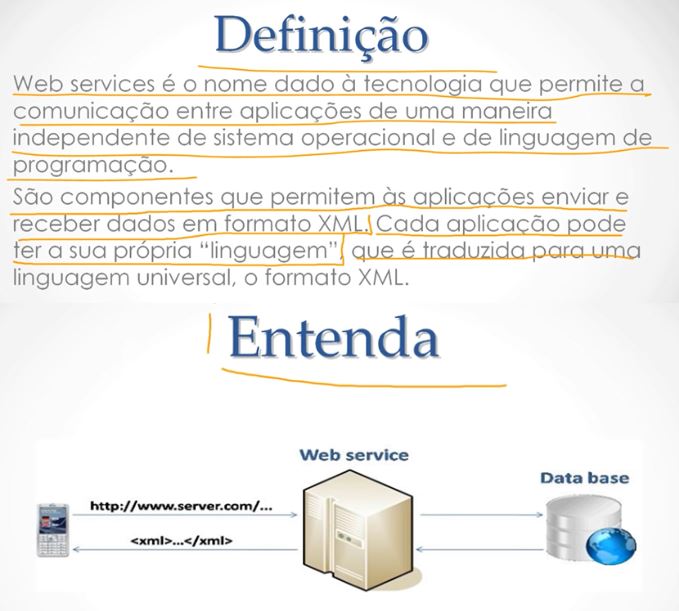 Definição
Web services é o nome dado à tecnologia que permite a
comunicação entre aplicações de uma maneira
independente de sistema operacional e de linguagem de
programação.
São componentes que permitem às aplicações enviar e
receber dados em formato XML. Cada aplicação pode
ter a sua própria “linguagem”, que é traduzida para uma
linguagem universal, o formato XML.
Entenda
Web service
Data base
http://www.server.com/...
<xml>...</xml>